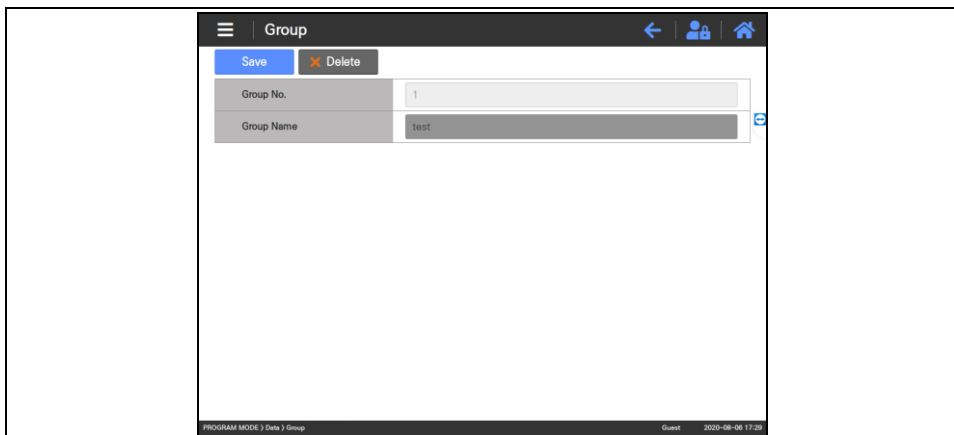 Group
Save Delete
Group No. 1
Group Name test
PROGRAM MODE > Data > Group Guest 2020-08-06 17:29